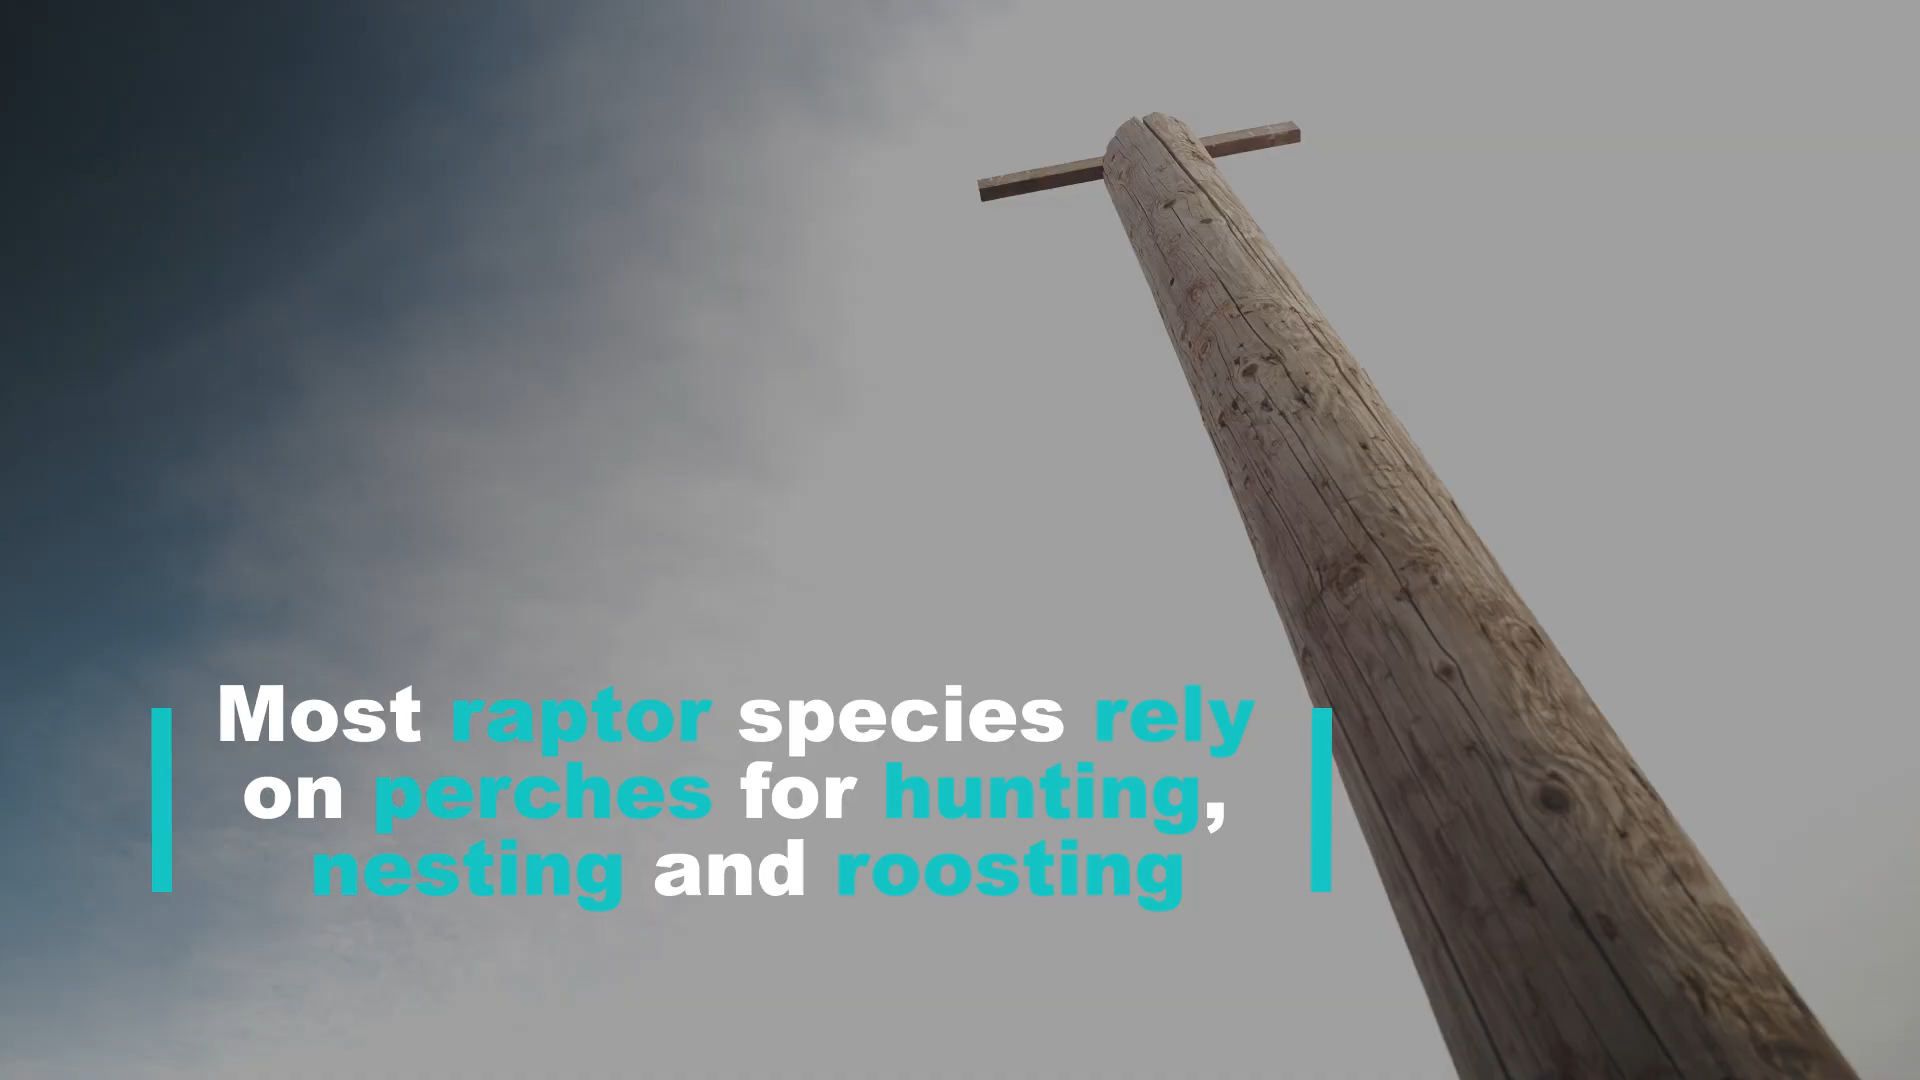 Most raptor species rely
on perches for hunting,
nesting and roosting